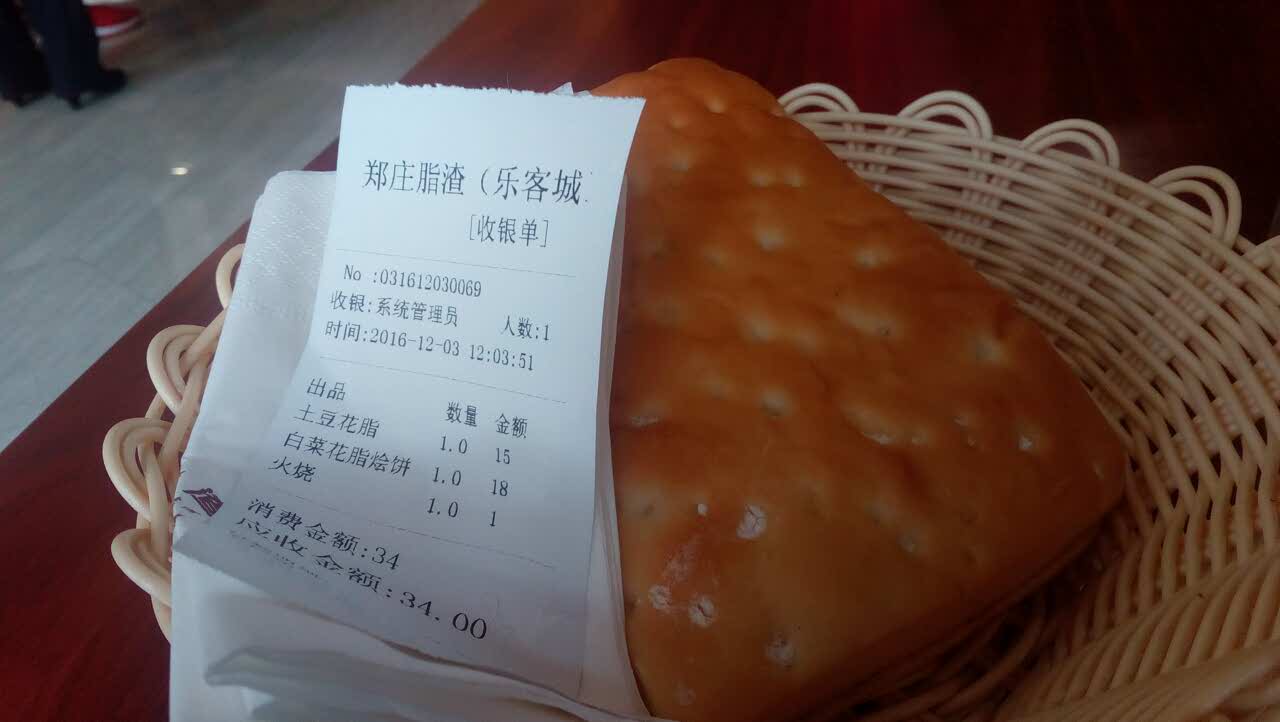 郑庄脂渣（乐客城
[收银单]
No :031612030069
收银:系统管理员 人数:1
时间:2016-12-03 12:03:51
出品 数量 金额
土豆花脂 1.0 15
白菜花脂烩饼 1.0 18
火烧 1.0 1
消费金额:34
应收金额:34.00
渣